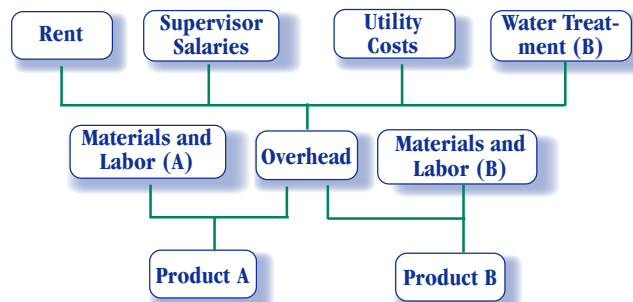 Rent
Supervisor
Salaries
Utility
Costs
Water Treat-
ment (B)
Materials and
Labor (A)
Overhead
Materials and
Labor (B)
Product A
Product B